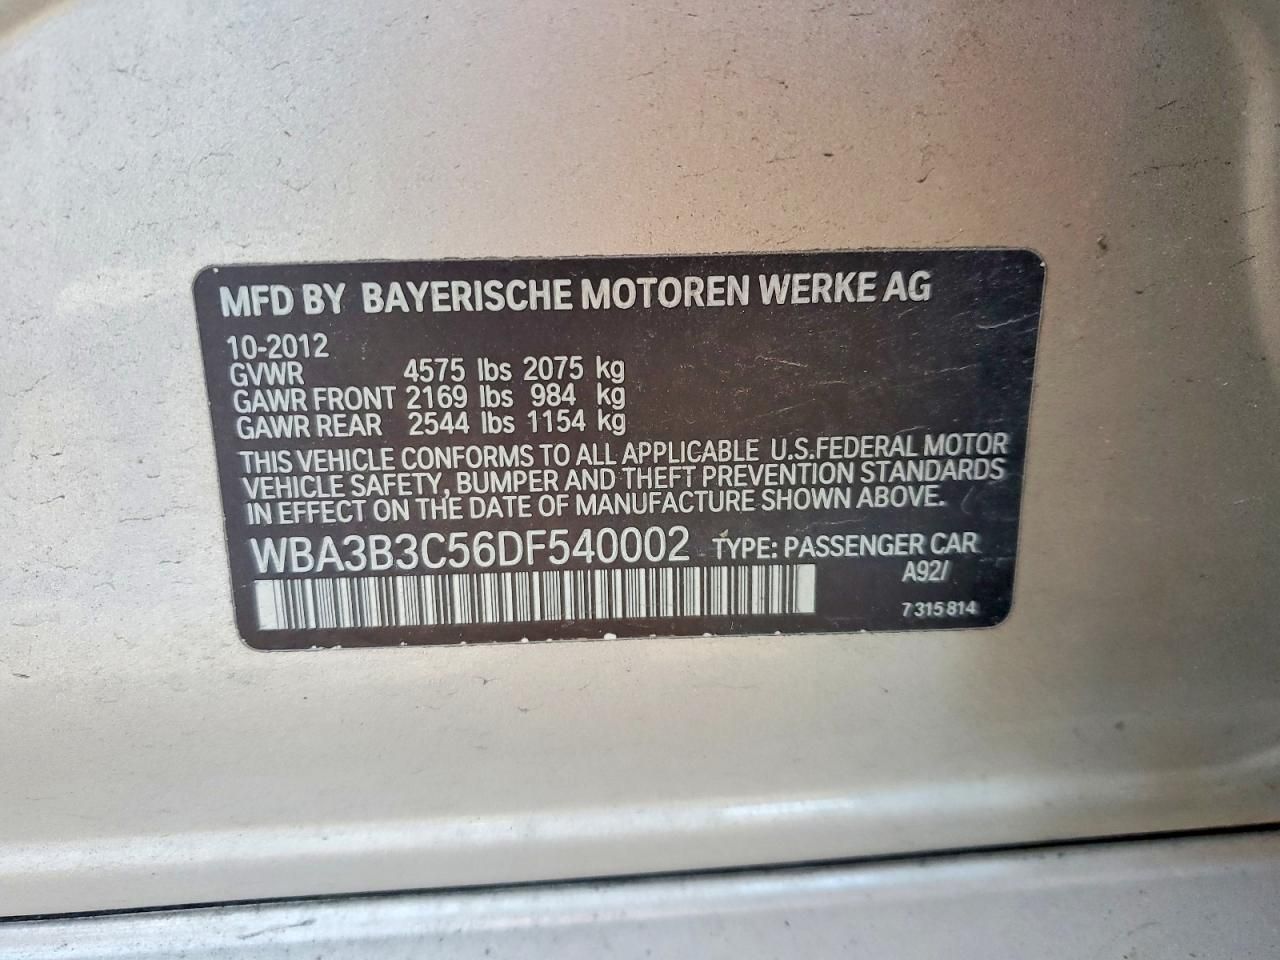 MFD BY BAYERISCHE MOTOREN WERKE AG
10-2012
GVWR 4575 lbs 2075 kg
GAWR FRONT 2169 lbs 984 kg
GAWR REAR 2544 lbs 1154 kg
THIS VEHICLE CONFORMS TO ALL APPLICABLE U.S.FEDERAL MOTOR
VEHICLE SAFETY, BUMPER AND THEFT PREVENTION STANDARDS
IN EFFECT ON THE DATE OF MANUFACTURE SHOWN ABOVE.
WBA3B3C56DF540002 TYPE: PASSENGER CAR
A92/
7 315 814